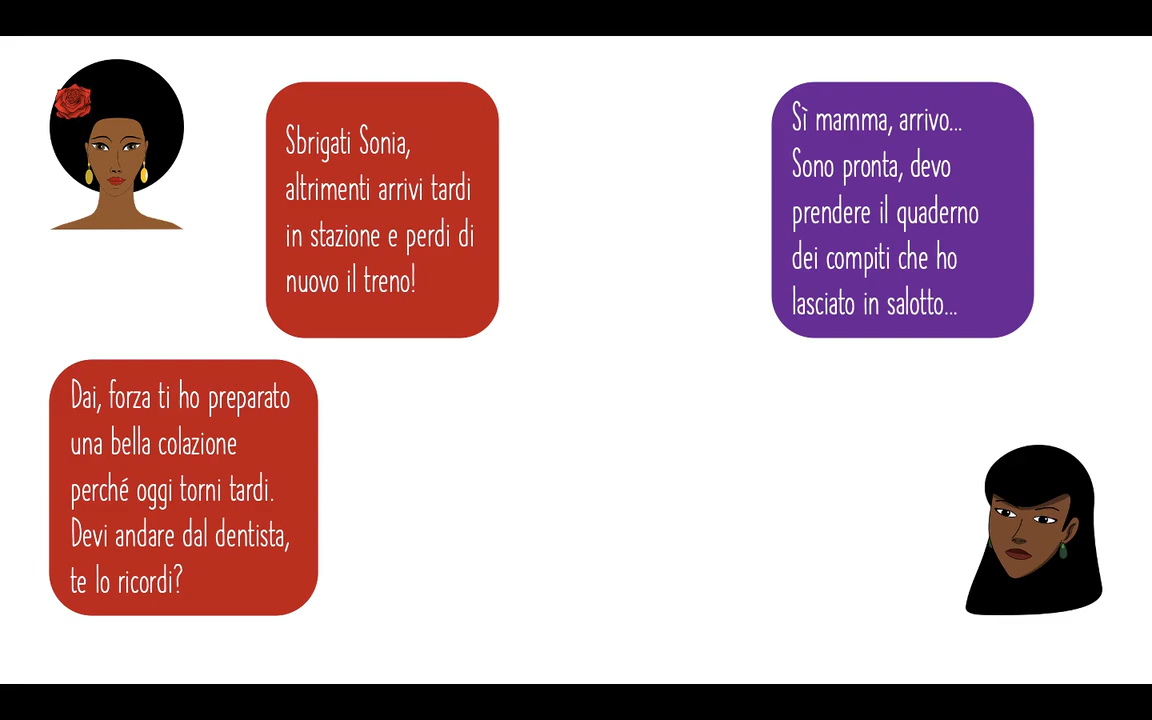 Sbrigati Sonia,
altrimenti arrivi tardi
in stazione e perdi di
nuovo il treno!
Sì mamma, arrivo...
Sono pronta, devo
prendere il quaderno
dei compiti che ho
lasciato in salotto...
Dai, forza ti ho preparato
una bella colazione
perché oggi torni tardi.
Devi andare dal dentista,
te lo ricordi?